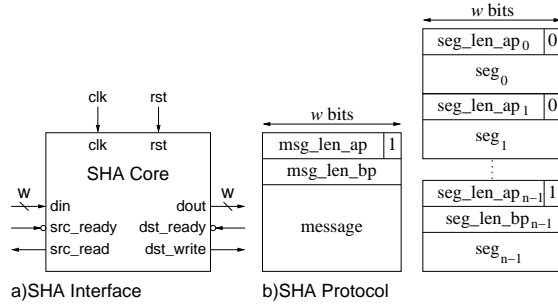 clk
rst
clk
rst
SHA Core
w
w
din
dout
src_ready
dst_ready
src_read
dst_write
a)SHA Interface
w bits
msg_len_ap 1
msg_len_bp
message
b)SHA Protocol
w bits
seg_len_ap0 0
seg0
seg_len_ap1 0
seg1
seg_len_apn−1 1
seg_len_bpn−1
segn−1